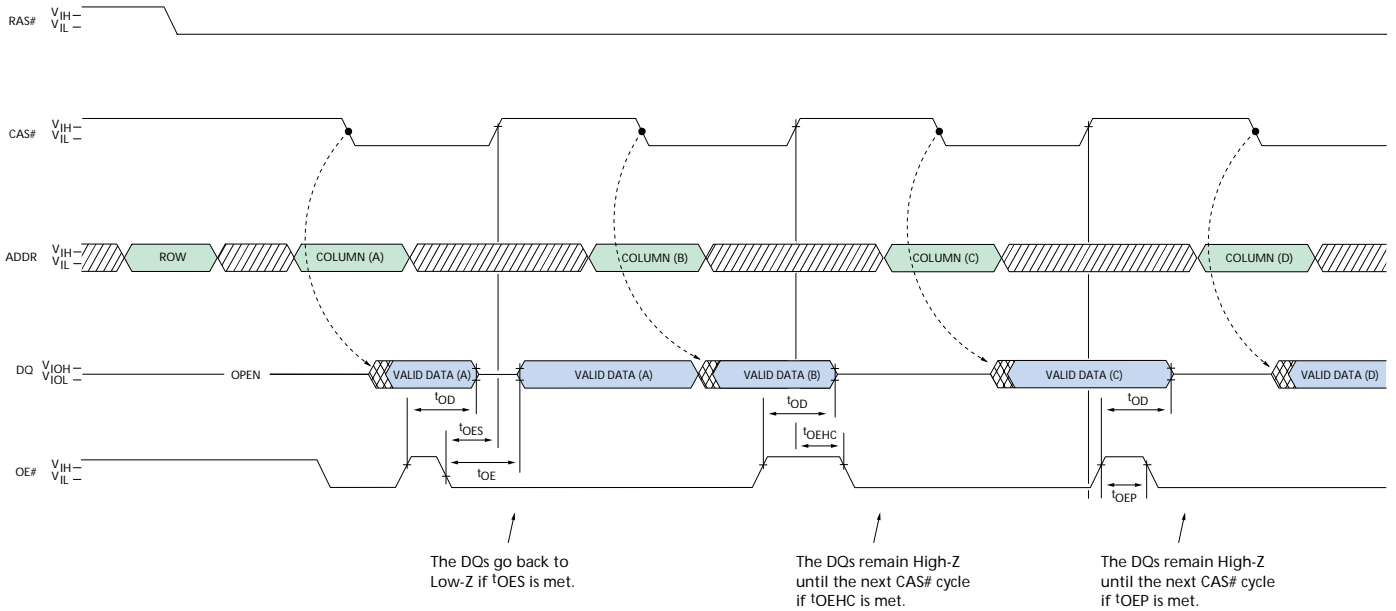 RAS# VIH VIL
CAS# VIH VIL
ADDR VIH VIL
ROW COLUMN (A) COLUMN (B) COLUMN (C) COLUMN (D)
DQ VIOH VIOL
OPEN VALID DATA (A) VALID DATA (A) VALID DATA (B) VALID DATA (C) VALID DATA (D)
tOD tOD tOD
tOES tOEHC
OE# VIH VIL
tOE tOEP
The DQs go back to
Low-Z if tOES is met.
The DQs remain High-Z
until the next CAS# cycle
if tOEHC is met.
The DQs remain High-Z
until the next CAS# cycle
if tOEP is met.